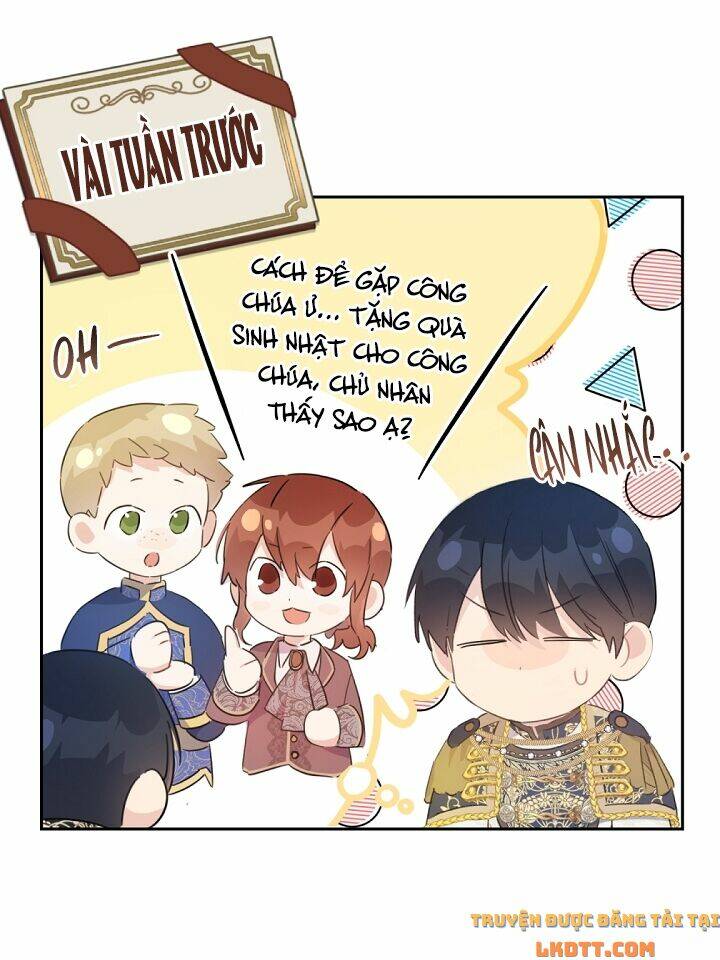 VÀI TUẦN TRƯỚC
CÁCH ĐỂ GẶP CÔNG
CHÚA Ư... TẶNG QUÀ
SINH NHẬT CHO CÔNG
CHÚA, CHỦ NHÂN
THẤY SAO Ạ?
OH—
CÂN NHẮC...
TRUYỆN ĐƯỢC ĐĂNG TẢI TẠI
LKDTT.COM